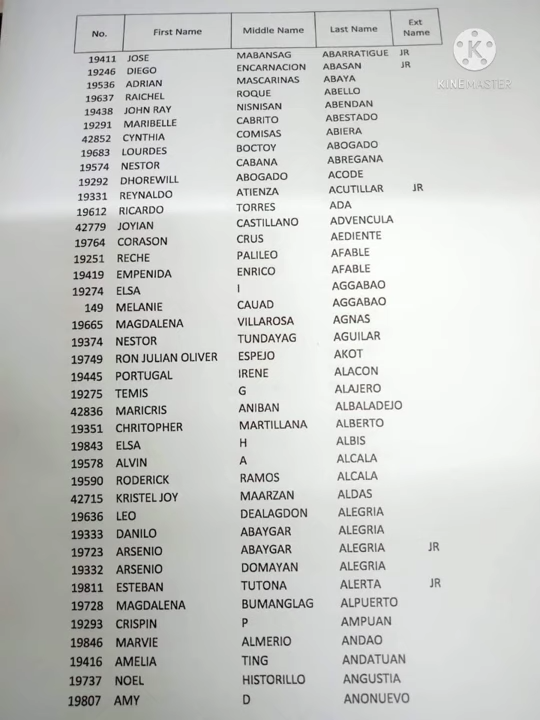 No. First Name Middle Name Last Name Ext Name
K
KINEMASTER
19411 JOSE MABANSAG ABARRATIGUE JR
19246 DIEGO ENCARNACION ABASAN JR
19536 ADRIAN MASCARINAS ABAYA
19637 RAICHEL ROQUE ABELLO
19438 JOHN RAY NISNISAN ABENDAN
19291 MARIBELLE CABRITO ABESTADO
42852 CYNTHIA COMISAS ABIERA
19683 LOURDES BOCTOY ABOGADO
19574 NESTOR CABANA ABREGANA
19292 DHOREWILL ABOGADO ACODE
19331 REYNALDO ATIENZA ACUTILLAR JR
19612 RICARDO TORRES ADA
42779 JOYIAN CASTILLANO ADVENCULA
19764 CORASON CRUS AEDIENTE
19251 RECHE PALILEO AFABLE
19419 EMPENIDA ENRICO AFABLE
19274 ELSA I AGGABAO
149 MELANIE CAUAD AGGABAO
19665 MAGDALENA VILLAROSA AGNAS
19374 NESTOR TUNDAYAG AGUILAR
19749 RON JULIAN OLIVER ESPEJO AKOT
19445 PORTUGAL IRENE ALACON
19275 TEMIS G ALAJERO
42836 MARICRIS ANIBAN ALBALADEJO
19351 CHRITOPHER MARTILLANA ALBERTO
19843 ELSA H ALBIS
19578 ALVIN A ALCALA
19590 RODERICK RAMOS ALCALA
42715 KRISTEL JOY MAARZAN ALDAS
19636 LEO DEALAGDON ALEGRIA
19333 DANILO ABAYGAR ALEGRIA
19723 ARSENIO ABAYGAR ALEGRIA JR
19332 ARSENIO DOMAYAN ALEGRIA
19811 ESTEBAN TUTONA ALERTA JR
19728 MAGDALENA BUMANGLAG ALPUERTO
19293 CRISPIN P AMPUAN
19846 MARVIE ALMERIO ANDAO
19416 AMELIA TING ANDATUAN
19737 NOEL HISTORILLO ANGUSTIA
19807 AMY D ANONUEVO